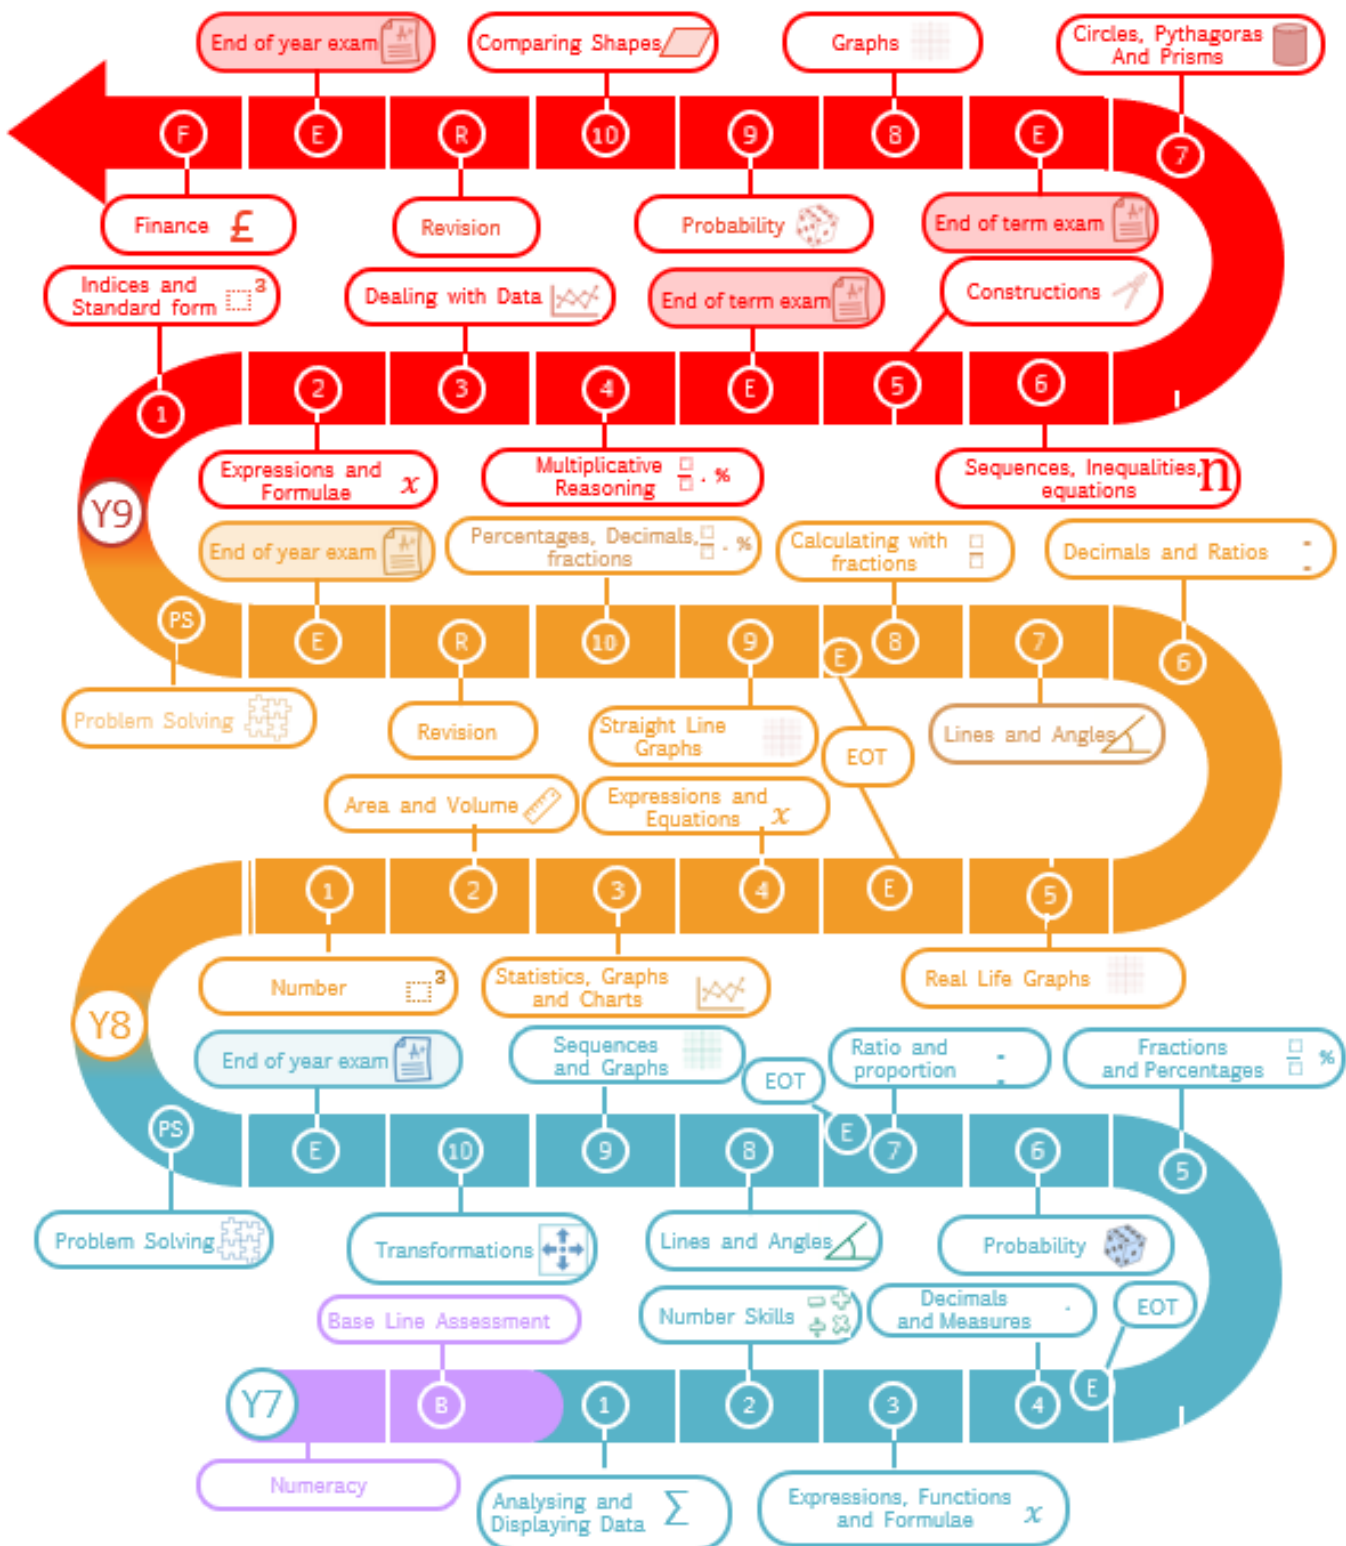 End of year exam
A+
Comparing Shapes
Graphs
Circles, Pythagoras
And Prisms
F
E
R
10
9
8
E
7
Finance £
Revision
Probability
End of term exam
A+
Indices and
Standard form 3
Dealing with Data
End of term exam
A+
Constructions
1
2
3
4
E
5
6
Expressions and
Formulae x
Multiplicative
Reasoning . %
Sequences, Inequalities,
equations n
Y9
End of year exam
A+
Percentages, Decimals,
fractions . %
Calculating with
fractions
Decimals and Ratios :
PS
E
R
10
9
E
8
7
6
Problem Solving
Revision
Straight Line
Graphs
EOT
Lines and Angles
Area and Volume
Expressions and
Equations x
1
2
3
4
E
5
Number 3
Statistics, Graphs
and Charts
Real Life Graphs
Y8
End of year exam
A+
Sequences
and Graphs
EOT
Ratio and
proportion :
Fractions
and Percentages %
PS
E
10
9
8
E
7
6
5
Problem Solving
Transformations
Lines and Angles
Probability
Base Line Assessment
Number Skills
Decimals
and Measures .
EOT
Y7
B
1
2
3
4
E
Numeracy
Analysing and
Displaying Data Σ
Expressions, Functions
and Formulae x